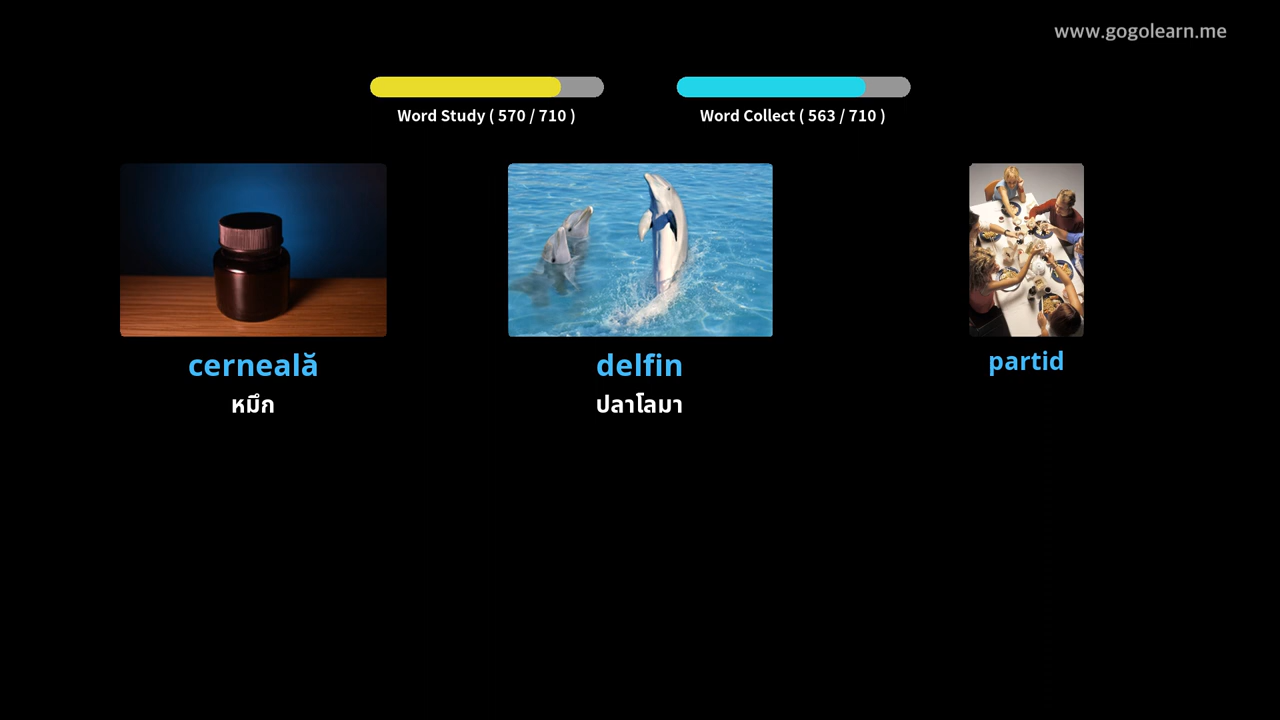 www.gogolearn.me
Word Study ( 570 / 710 )
Word Collect ( 563 / 710 )
cerneală
หมึก
delfin
ปลาโลมา
partid